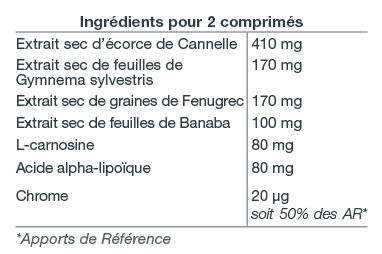 Ingrédients pour 2 comprimés
Extrait sec d'écorce de Cannelle 410 mg
Extrait sec de feuilles de 170 mg
Gymnema sylvestris
Extrait sec de graines de Fenugrec 170 mg
Extrait sec de feuilles de Banaba 100 mg
L-carnosine 80 mg
Acide alpha-lipoïque 80 mg
Chrome 20 µg
soit 50% des AR*
*Apports de Référence